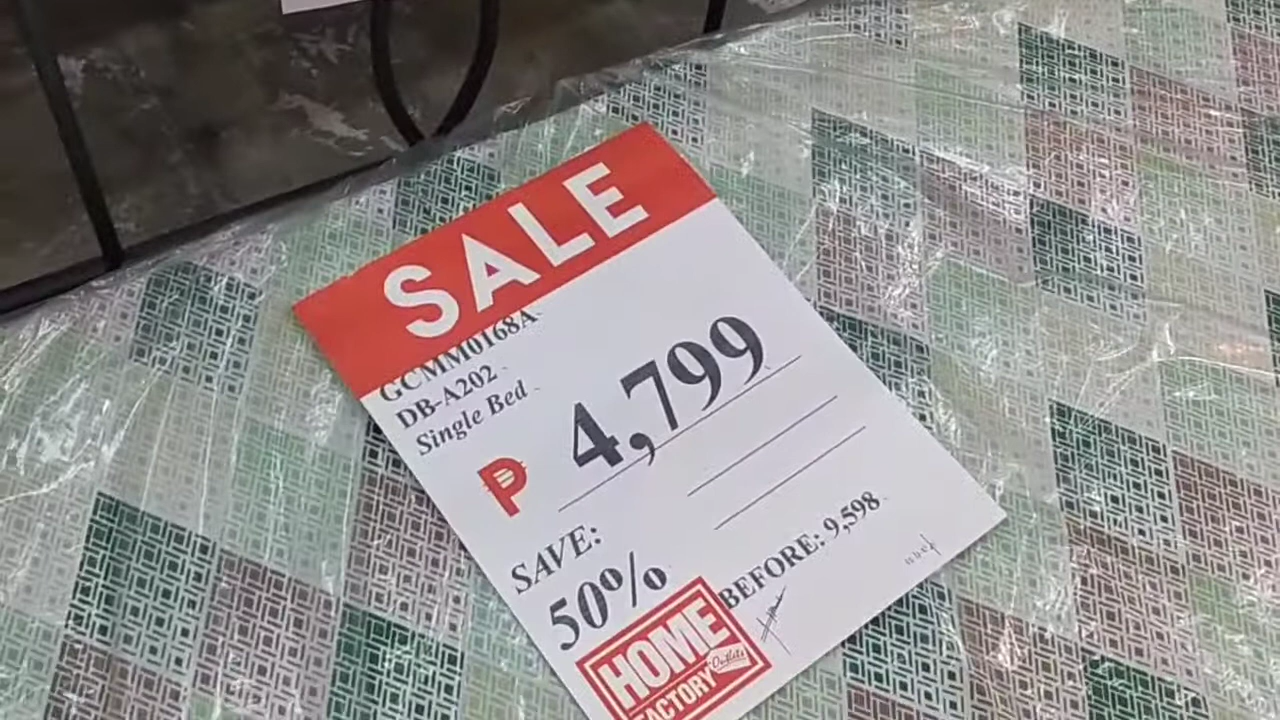 SALE
GCMM0168A
DB-A202
Single Bed
₱ 4,799
SAVE:
50%
BEFORE: 9,598
HOME
FACTORY
Outlets